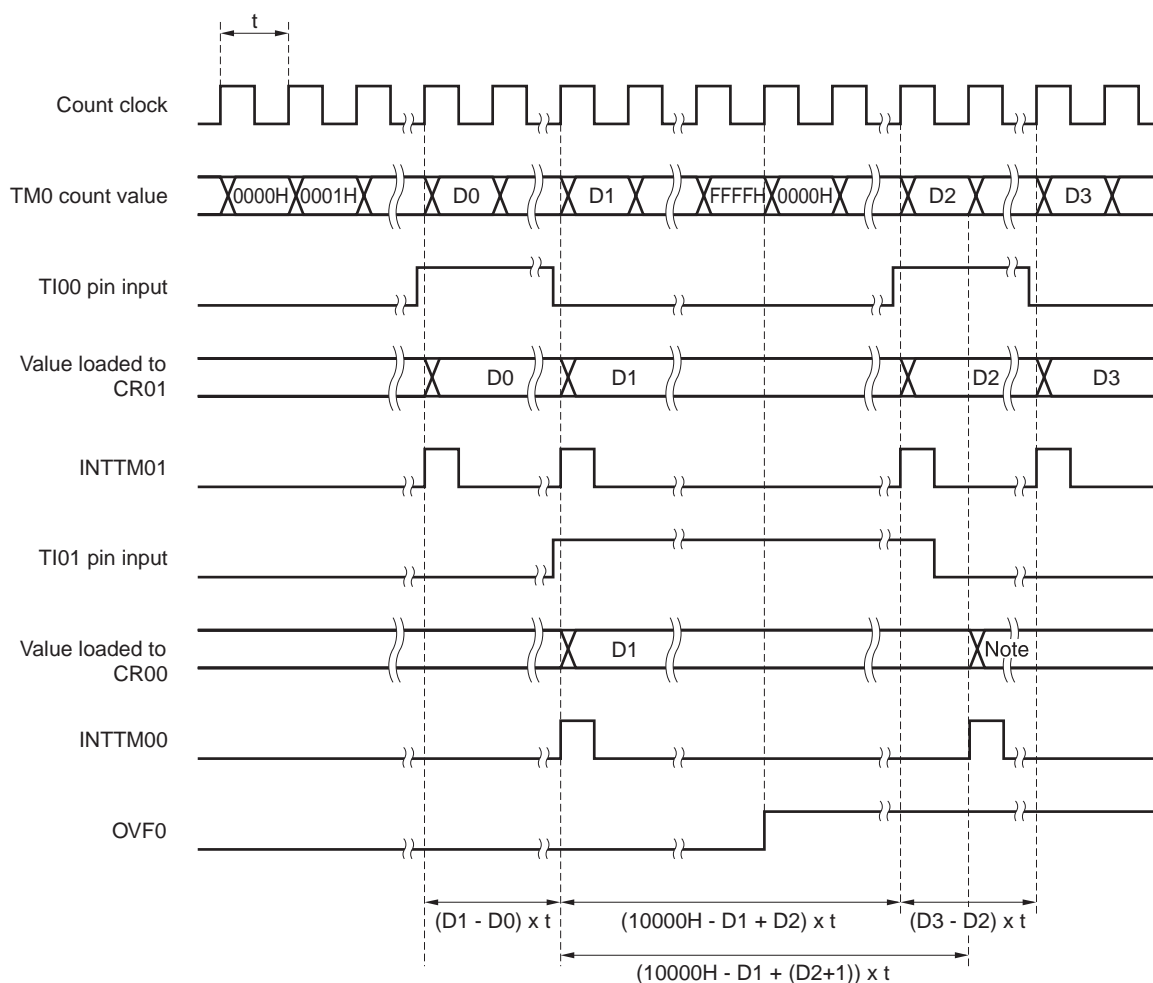 t
Count clock
TM0 count value
0000H 0001H D0 D1 FFFFH 0000H D2 D3
TI00 pin input
Value loaded to
CR01
D0 D1 D2 D3
INTTM01
TI01 pin input
Value loaded to
CR00
D1 Note
INTTM00
OVF0
(D1 - D0) x t (10000H - D1 + D2) x t (D3 - D2) x t
(10000H - D1 + (D2+1)) x t